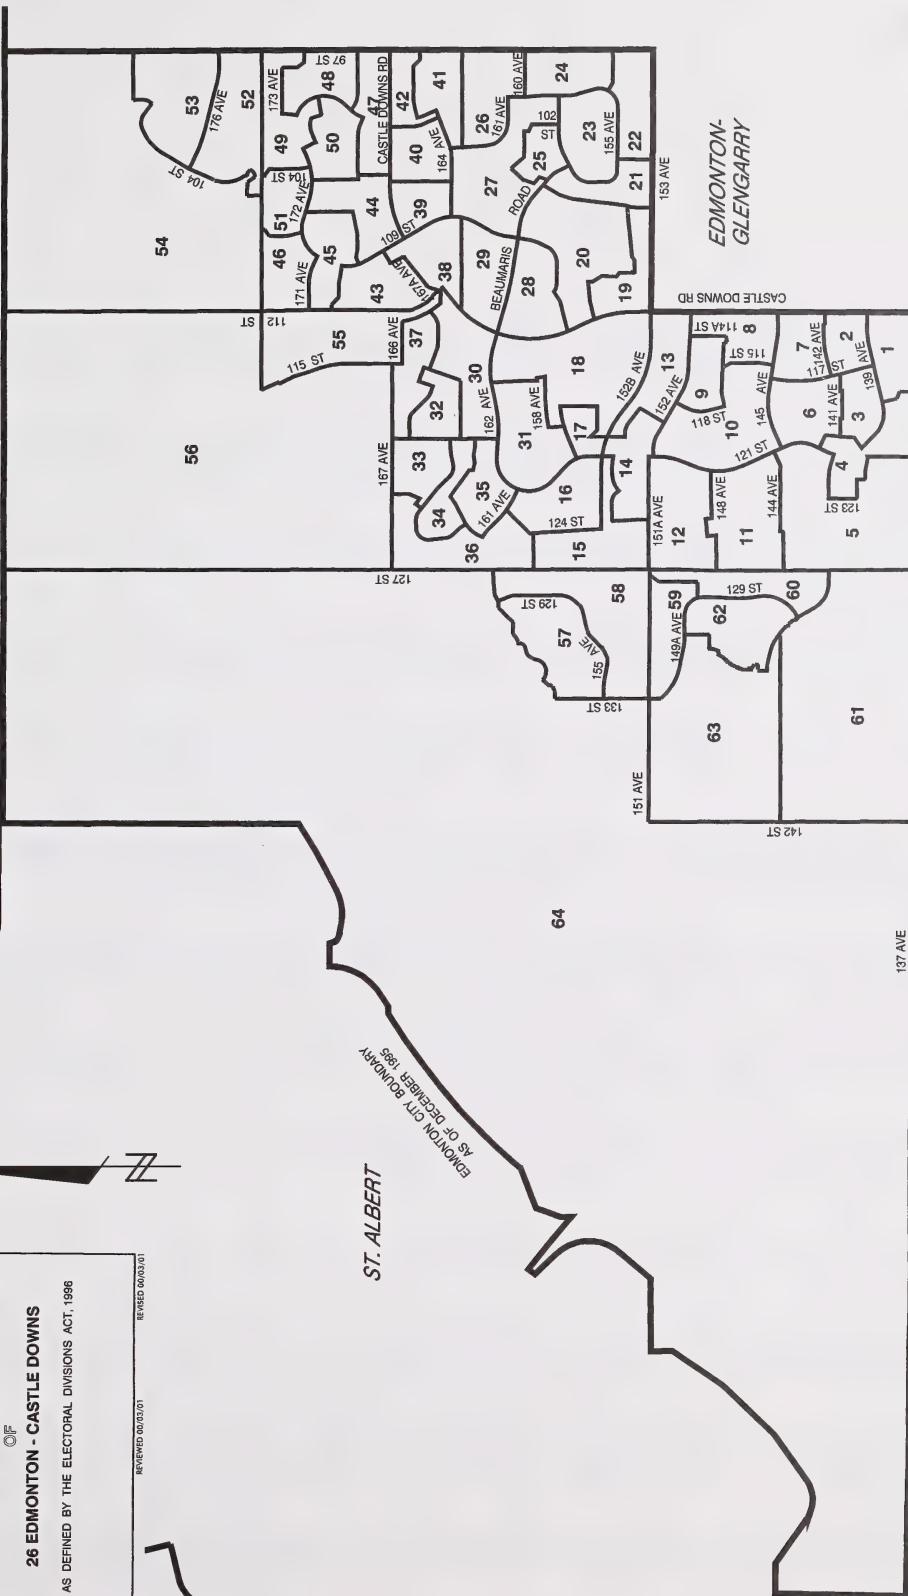 OF
26 EDMONTON - CASTLE DOWNS
AS DEFINED BY THE ELECTORAL DIVISIONS ACT, 1996
REVIEWED 00/03/01
REVISED 00/03/01
N
ST. ALBERT
EDMONTON CITY BOUNDARY
AS OF DECEMBER 1995
EDMONTON-
GLENGARRY
137 AVE
142 ST
151 AVE
133 ST
127 ST
129 ST
155 AVE
149A AVE
129 ST
167 AVE
115 ST
112 ST
166 AVE
171 AVE
172 AVE
104 ST
104 ST
176 AVE
173 AVE
97 ST
CASTLE DOWNS RD
109 ST
167A AVE
164 AVE
161 AVE
160 AVE
102 ST
155 AVE
153 AVE
BEAUMARIS ROAD
CASTLE DOWNS RD
162 AVE
158 AVE
161 AVE
124 ST
152B AVE
152 AVE
151A AVE
114A ST
115 ST
118 ST
121 ST
148 AVE
144 AVE
145 AVE
142 AVE
117 ST
141 AVE
139 AVE
123 ST
1
2
3
4
5
6
7
8
9
10
11
12
13
14
15
16
17
18
19
20
21
22
23
24
25
26
27
28
29
30
31
32
33
34
35
36
37
38
39
40
41
42
43
44
45
46
47
48
49
50
51
52
53
54
55
56
57
58
59
60
61
62
63
64